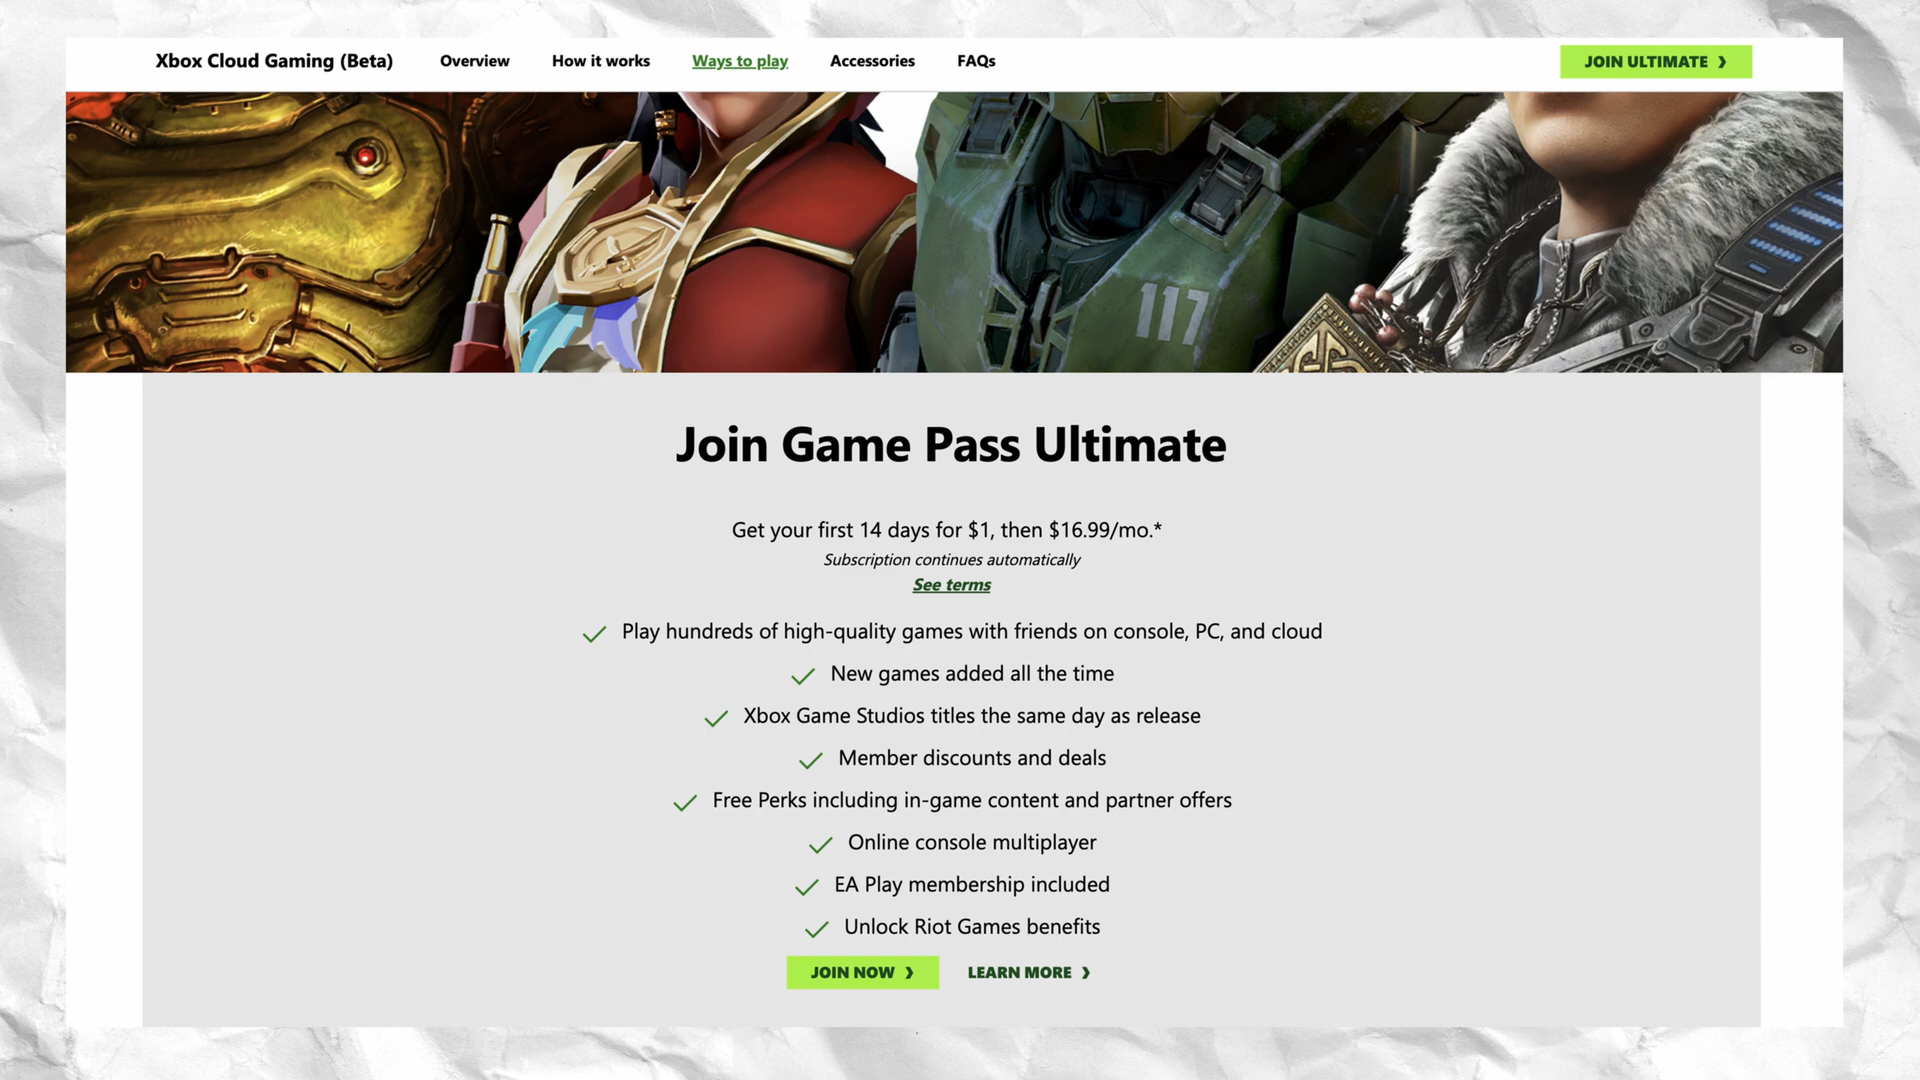 Xbox Cloud Gaming (Beta) Overview How it works Ways to play Accessories FAQs JOIN ULTIMATE ❯
117
Join Game Pass Ultimate
Get your first 14 days for $1, then $16.99/mo.*
Subscription continues automatically
See terms
Play hundreds of high-quality games with friends on console, PC, and cloud
New games added all the time
Xbox Game Studios titles the same day as release
Member discounts and deals
Free Perks including in-game content and partner offers
Online console multiplayer
EA Play membership included
Unlock Riot Games benefits
JOIN NOW ❯ LEARN MORE ❯